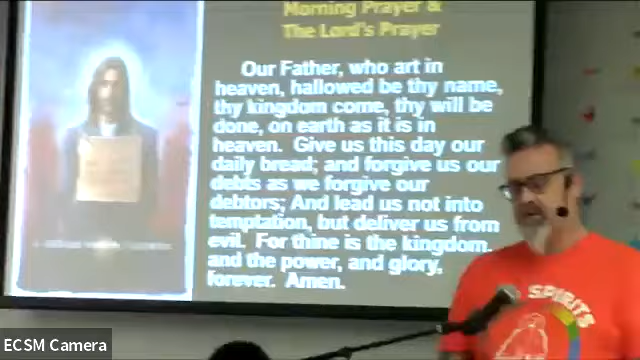 Morning Prayer &
The Lord's Prayer
Our Father, who art in
heaven, hallowed be thy name,
thy kingdom come, thy will be
done, on earth as it is in
heaven. Give us this day our
daily bread; and forgive us our
debts as we forgive our
debtors; And lead us not into
temptation, but deliver us from
evil. For thine is the kingdom.
and the power, and glory,
forever. Amen.
SPIRITS
ECSM Camera